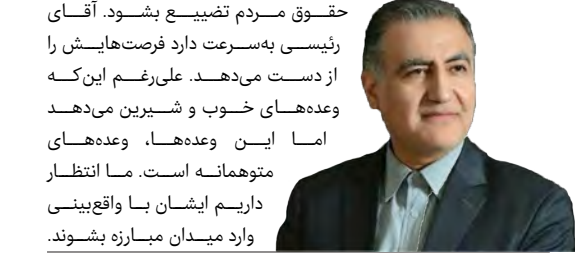 حقوق مردم تضییع بشود. آقای
رئیسی به‌سرعت دارد فرصت‌هایش را
از دست می‌دهد. علی‌رغم این‌که
وعده‌های خوب و شیرین می‌دهد
اما این وعده‌ها، وعده‌های
متوهمانه است. ما انتظار
داریم ایشان با واقع‌بینی
وارد میدان مبارزه بشوند.